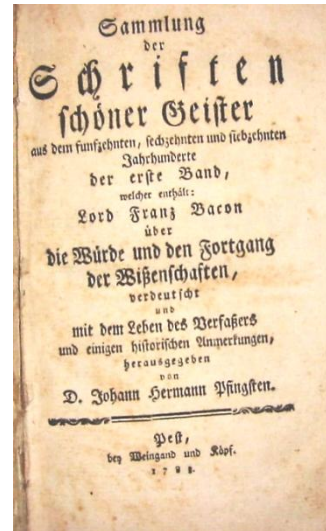 Sammlung
der
Schriften
schöner Geister
aus dem funfzehnten, sechzehnten und siebzehnten
Jahrhunderte
der erste Band,
welcher enthält:
Lord Franz Bacon
über
die Würde und den Fortgang
der Wißenschaften,
verdeutscht
und
mit dem Leben des Verfaßers
und einigen historischen Anmerkungen,
herausgegeben
von
D. Johann Hermann Pfingsten.
Pest,
bey Weingand und Köpf.